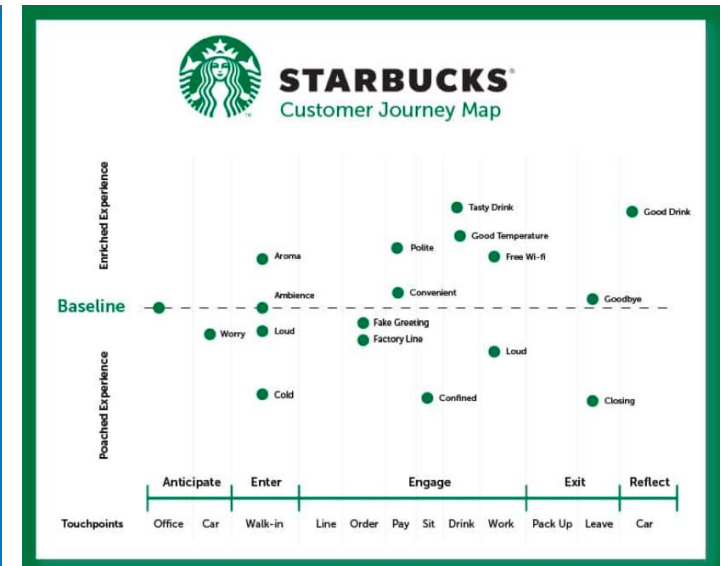 STARBUCKS®
Customer Journey Map
Enriched Experience
Tasty Drink
Good Drink
Good Temperature
Polite
Aroma
Free Wi-fi
Convenient
Ambience
Goodbye
Baseline
Fake Greeting
Worry
Loud
Factory Line
Loud
Poached Experience
Cold
Confined
Closing
Anticipate Enter Engage Exit Reflect
Touchpoints Office Car Walk-in Line Order Pay Sit Drink Work Pack Up Leave Car